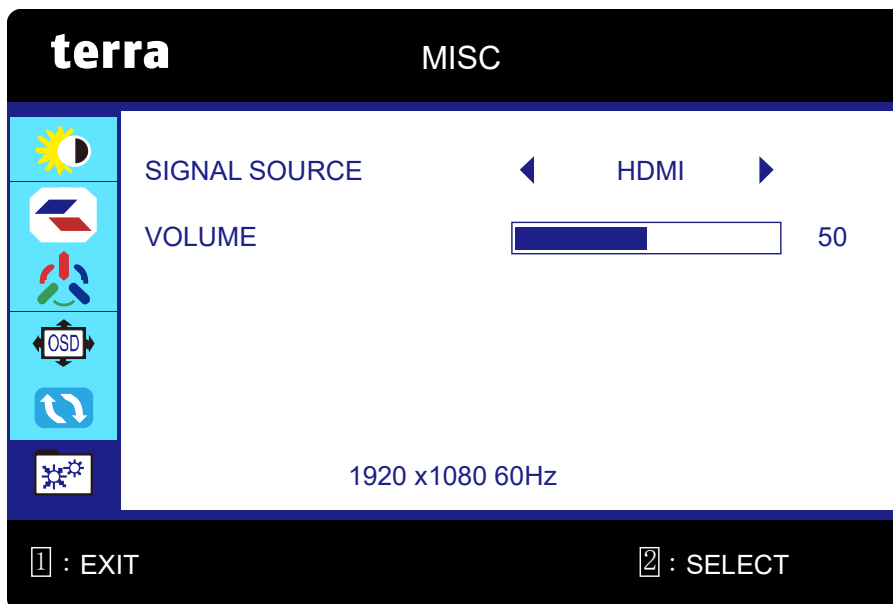 terra
MISC
SIGNAL SOURCE HDMI
VOLUME 50
OSD
1920 x1080 60Hz
1 : EXIT 2 : SELECT